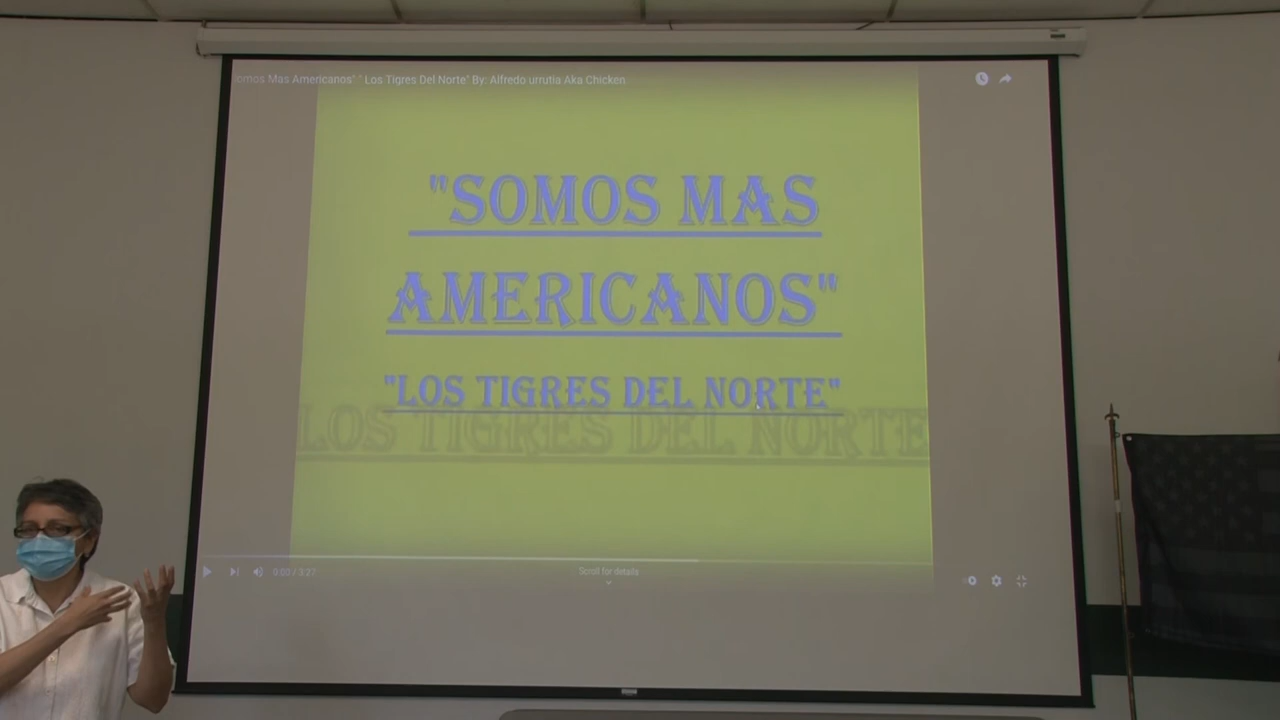 omos Mas Americanos" " Los Tigres Del Norte" By: Alfredo urrutia Aka Chicken
"SOMOS MAS
AMERICANOS"
"LOS TIGRES DEL NORTE"
LOS TIGRES DEL NORTE
0:00 / 3:27
Scroll for details